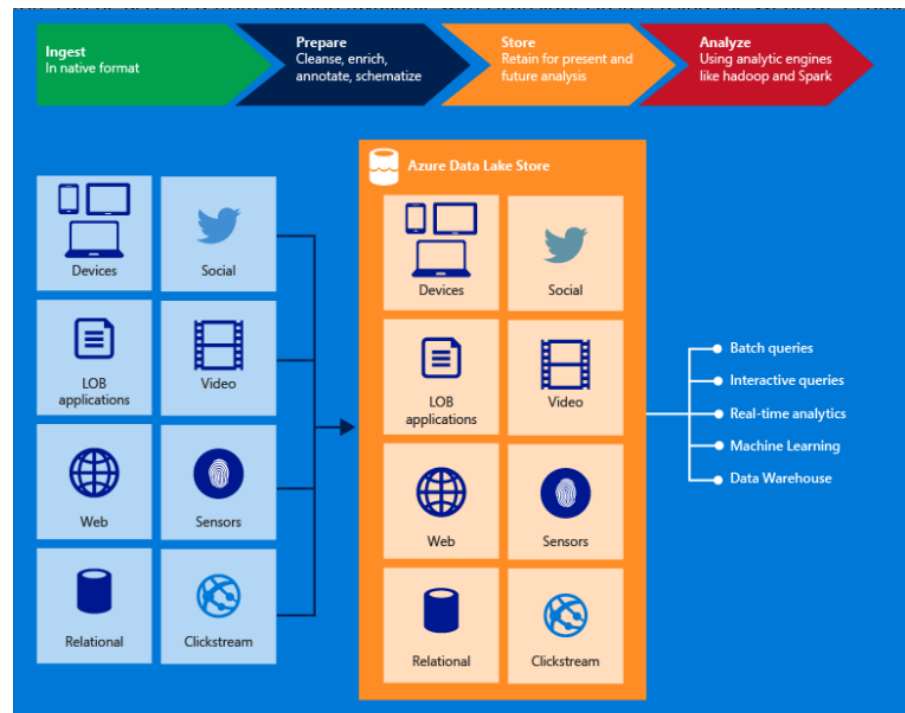 Ingest
In native format
Prepare
Cleanse, enrich,
annotate, schematize
Store
Retain for present and
future analysis
Analyze
Using analytic engines
like hadoop and Spark
Azure Data Lake Store
Devices
Social
LOB
applications
Video
Web
Sensors
Relational
Clickstream
Devices
Social
LOB
applications
Video
Web
Sensors
Relational
Clickstream
Batch queries
Interactive queries
Real-time analytics
Machine Learning
Data Warehouse